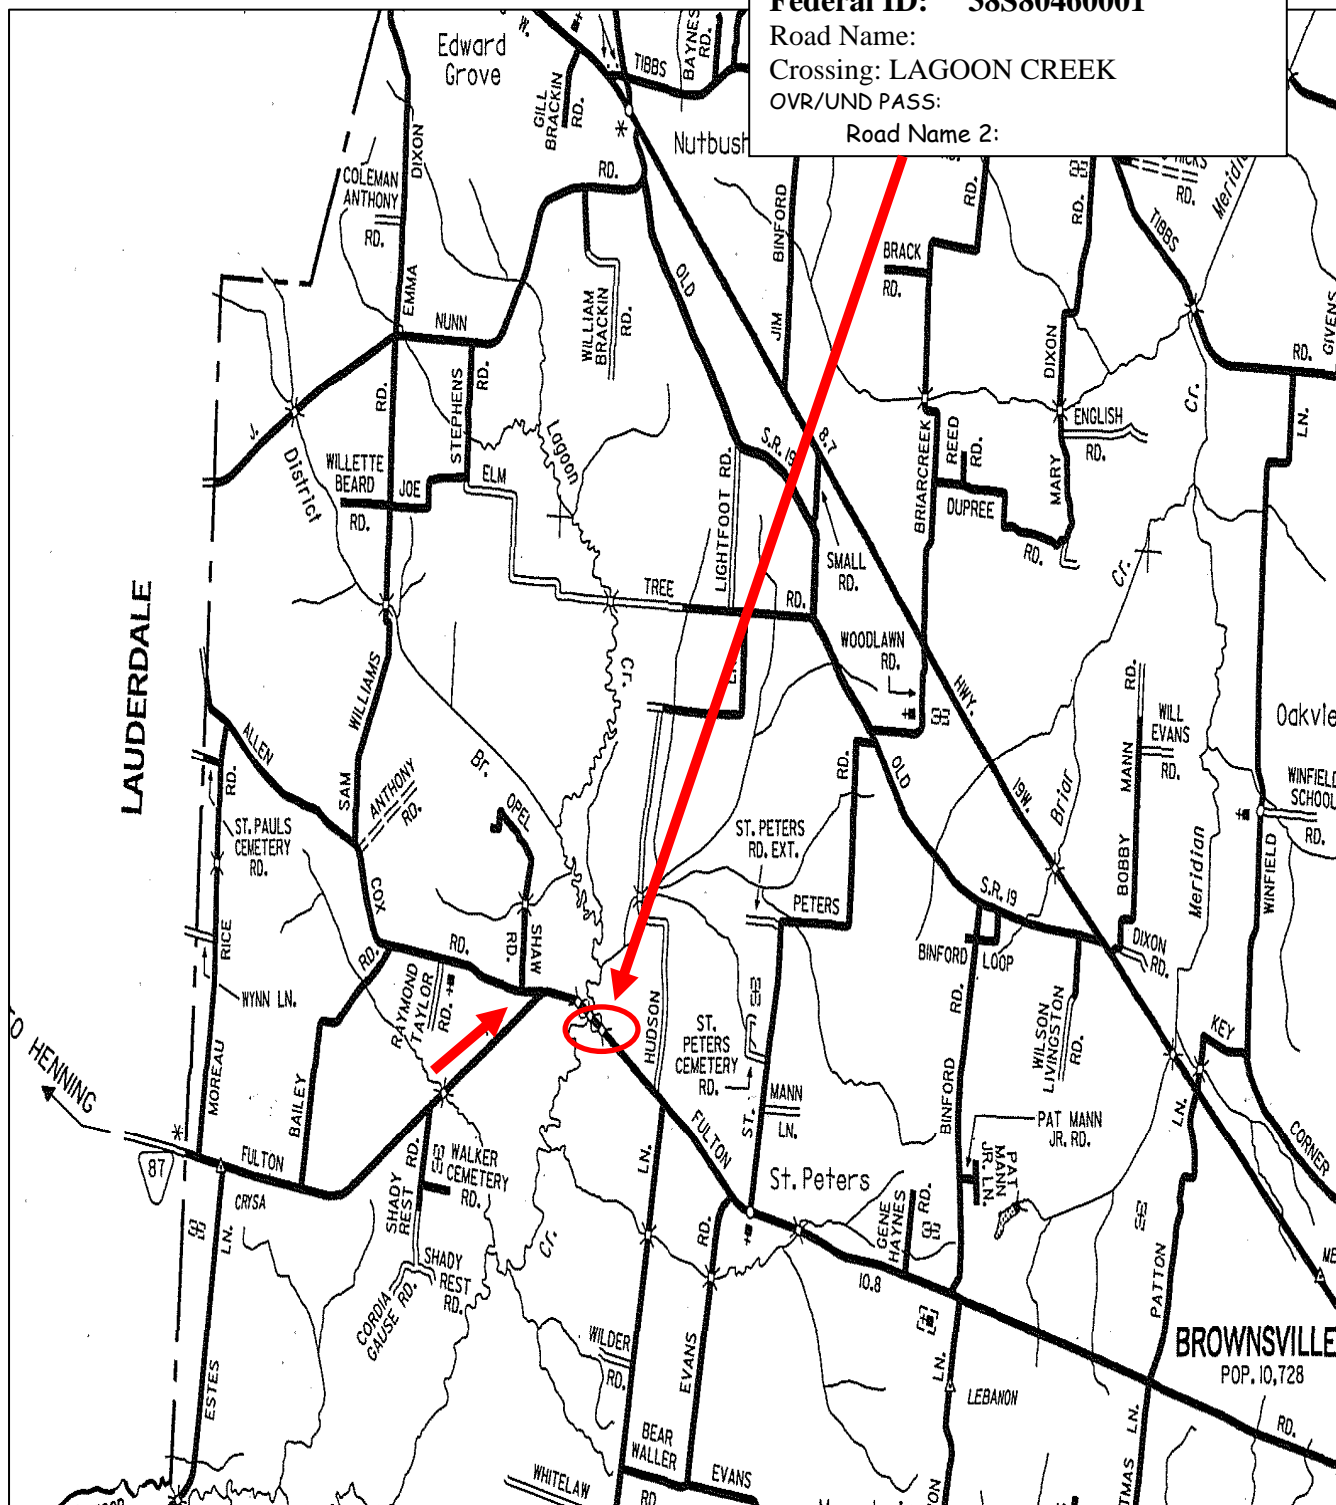 Federal ID: 38S80460001
Road Name:
Crossing: LAGOON CREEK
OVR/UND PASS:
Road Name 2:
Edward
Grove
W.
TIBBS
BAYNES
RD.
GILL
BRACKIN
RD.
*
Nutbush
COLEMAN
ANTHONY
RD.
DIXON
EMMA
RD.
RD.
NUNN
J.
District
WILLIAM
BRACKIN
RD.
OLD
JIM
BINFORD
BRACK
RD.
RD.
RD.
HICKS
RD.
TIBBS
RD.
GIVENS
LN.
Cr.
STEPHENS
RD.
WILLETTE
BEARD
RD.
JOE
ELM
TREE
RD.
Lagoon
Cr.
S.R. 19
8.7
LIGHTFOOT RD.
SMALL
RD.
BRIARCREEK
REED
RD.
DUPREE
RD.
MARY
DIXON
ENGLISH
RD.
Cr.
Briar
LAUDERDALE
SAM
WILLIAMS
Br.
WOODLAWN
RD.
HWY.
19W.
ALLEN
ANTHONY
RD.
OPEL
SHAW
RD.
RD.
ST. PAULS
CEMETERY
RD.
COX
RD.
RICE
WYNN LN.
MOREAU
ST. PETERS
RD. EXT.
PETERS
RD.
OLD
S.R. 19
BINFORD
LOOP
BOBBY
MANN
RD.
WILL
EVANS
RD.
Meridian
Oakvie
WINFIELD
SCHOOL
RD.
WINFIELD
DIXON
RD.
RD.
RAYMOND
TAYLOR
RD.
BAILEY
HUDSON
LN.
ST.
PETERS
CEMETERY
RD.
ST.
MANN
LN.
BINFORD
RD.
WILSON
LIVINGSTON
RD.
PAT MANN
JR. RD.
PAT
MANN
JR. LN.
KEY
LN.
CORNER
TO HENNING
*
87
FULTON
CRYSA
LN.
ESTES
WALKER
CEMETERY
RD.
SHADY
REST
RD.
SHADY
REST
RD.
CORDIA
GAUSE RD.
Cr.
FULTON
St. Peters
GENE
HAYNES
RD.
10.8
WILDER
RD.
EVANS
RD.
BEAR
WALLER
RD.
EVANS
WHITELAW
LN.
LEBANON
PATTON
BROWNSVILLE
POP. 10,728
RD.
LN.